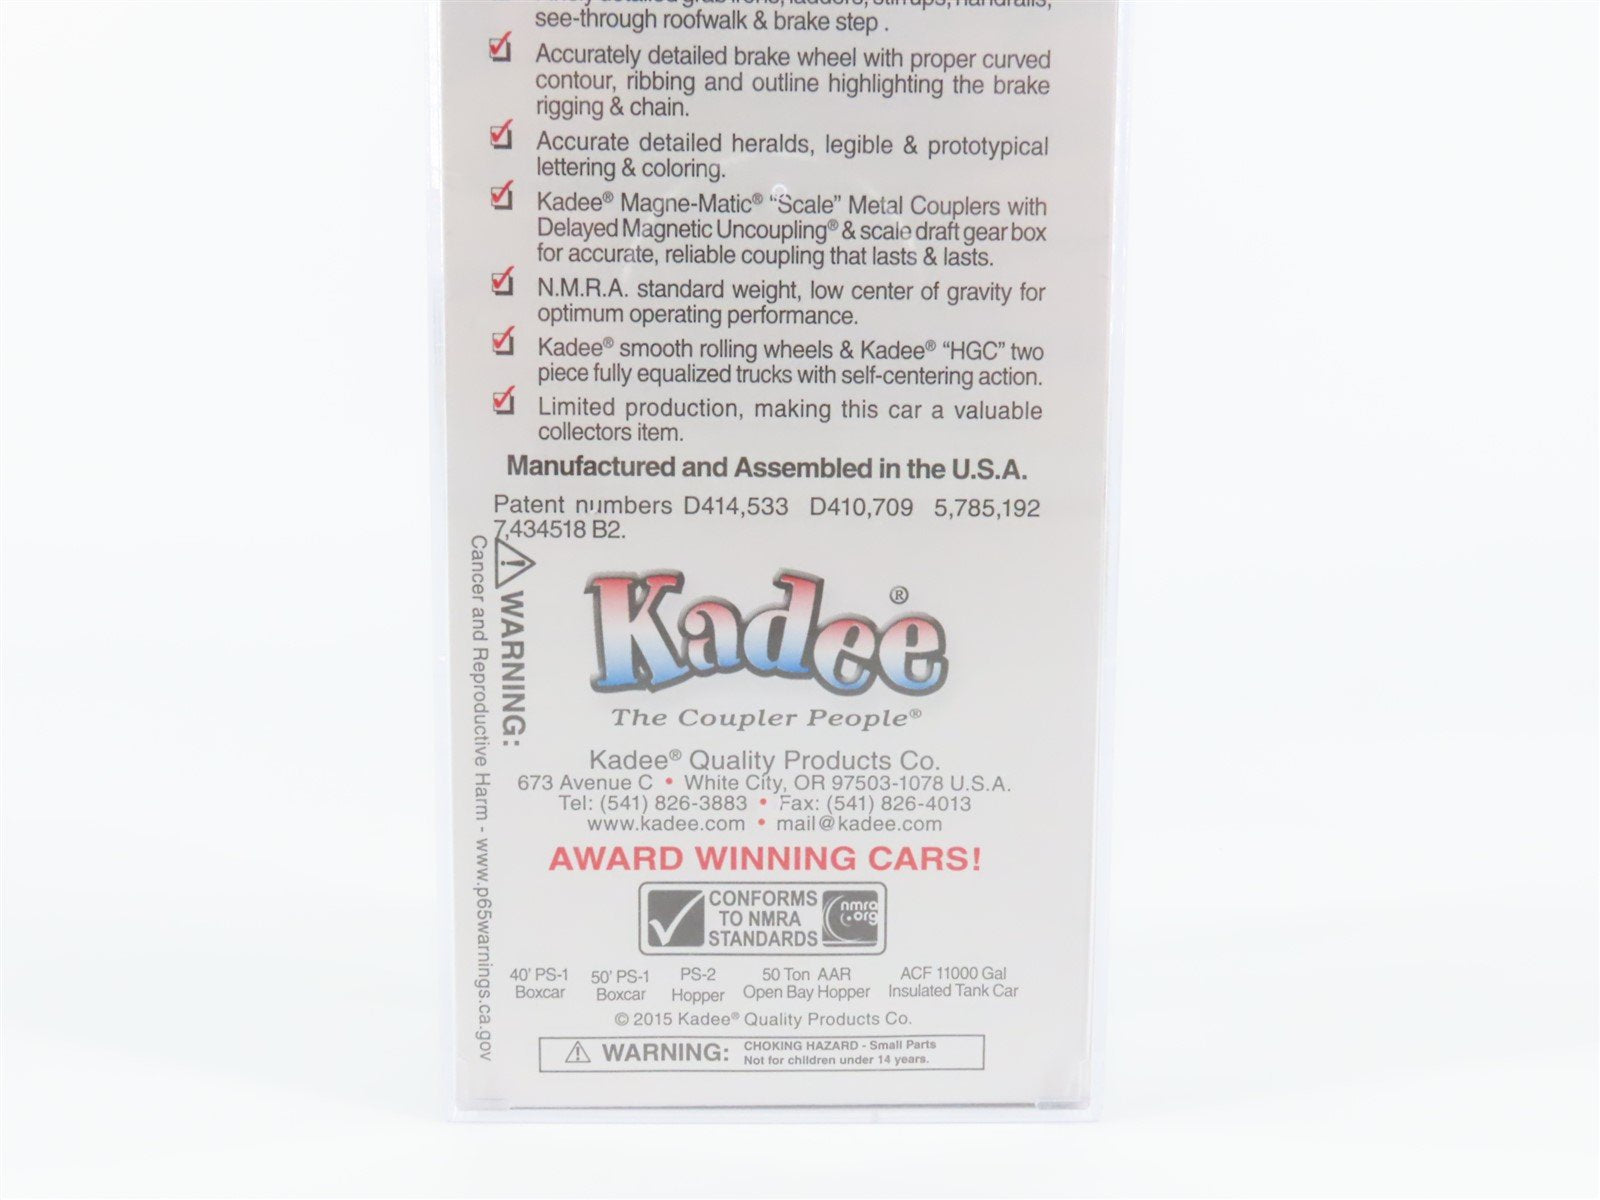 Finely detailed grab irons, ladders, stirrups, handrails,
see-through roofwalk & brake step .
Accurately detailed brake wheel with proper curved
contour, ribbing and outline highlighting the brake
rigging & chain.
Accurate detailed heralds, legible & prototypical
lettering & coloring.
Kadee® Magne-Matic® “Scale” Metal Couplers with
Delayed Magnetic Uncoupling® & scale draft gear box
for accurate, reliable coupling that lasts & lasts.
N.M.R.A. standard weight, low center of gravity for
optimum operating performance.
Kadee® smooth rolling wheels & Kadee® “HGC” two
piece fully equalized trucks with self-centering action.
Limited production, making this car a valuable
collectors item.
Manufactured and Assembled in the U.S.A.
Patent numbers D414,533 D410,709 5,785,192
7,434518 B2.
WARNING:
Cancer and Reproductive Harm - www.p65warnings.ca.gov
Kadee®
The Coupler People®
Kadee® Quality Products Co.
673 Avenue C • White City, OR 97503-1078 U.S.A.
Tel: (541) 826-3883 • Fax: (541) 826-4013
www.kadee.com • mail@kadee.com
AWARD WINNING CARS!
CONFORMS
TO NMRA
STANDARDS
nmra
.org
40' PS-1 50' PS-1 PS-2 50 Ton AAR ACF 11000 Gal
Boxcar Boxcar Hopper Open Bay Hopper Insulated Tank Car
© 2015 Kadee® Quality Products Co.
WARNING: CHOKING HAZARD - Small Parts
Not for children under 14 years.